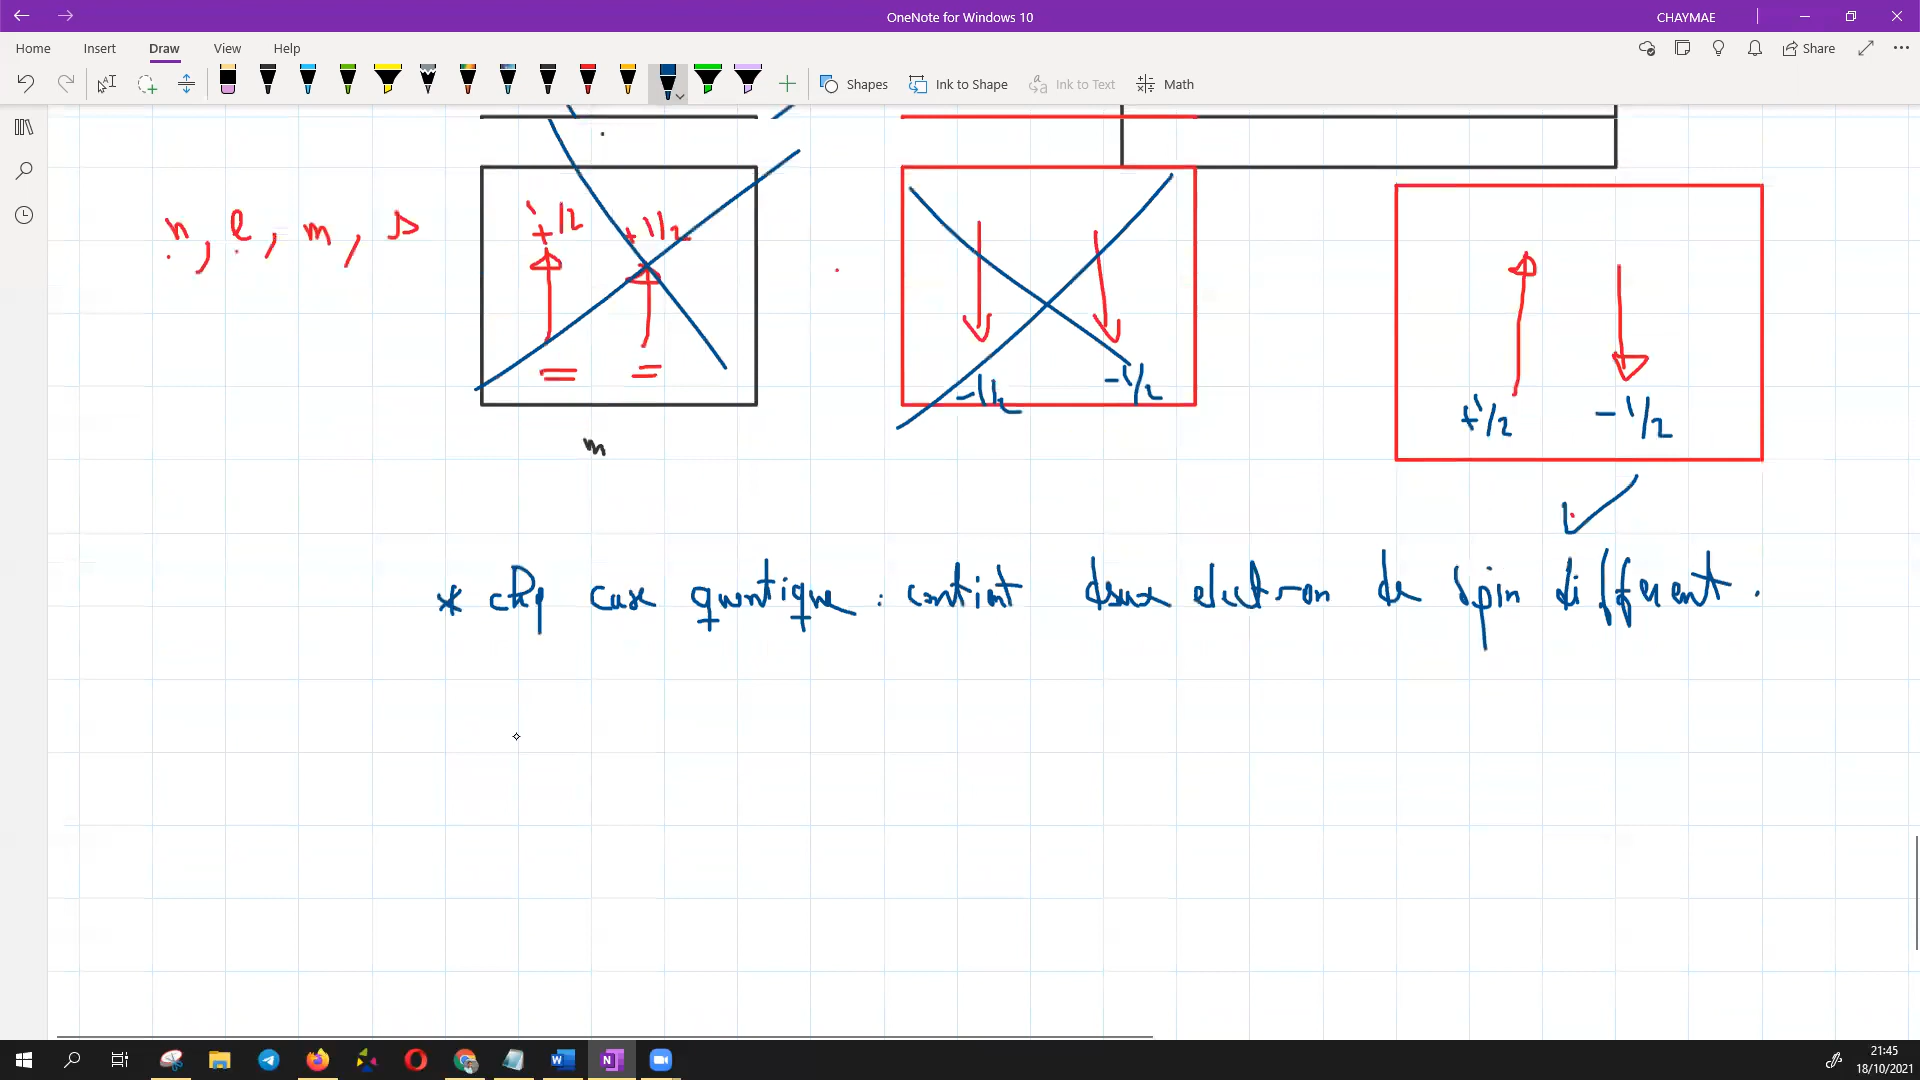 OneNote for Windows 10
CHAYMAE
Home Insert Draw View Help
Share
Shapes Ink to Shape Ink to Text Math
n, l, m, s
+1/2 +1/2
m
-1/2 -1/2
+1/2 -1/2
* chq case quantique : contient deux electron de spin different .
21:45
18/10/2021